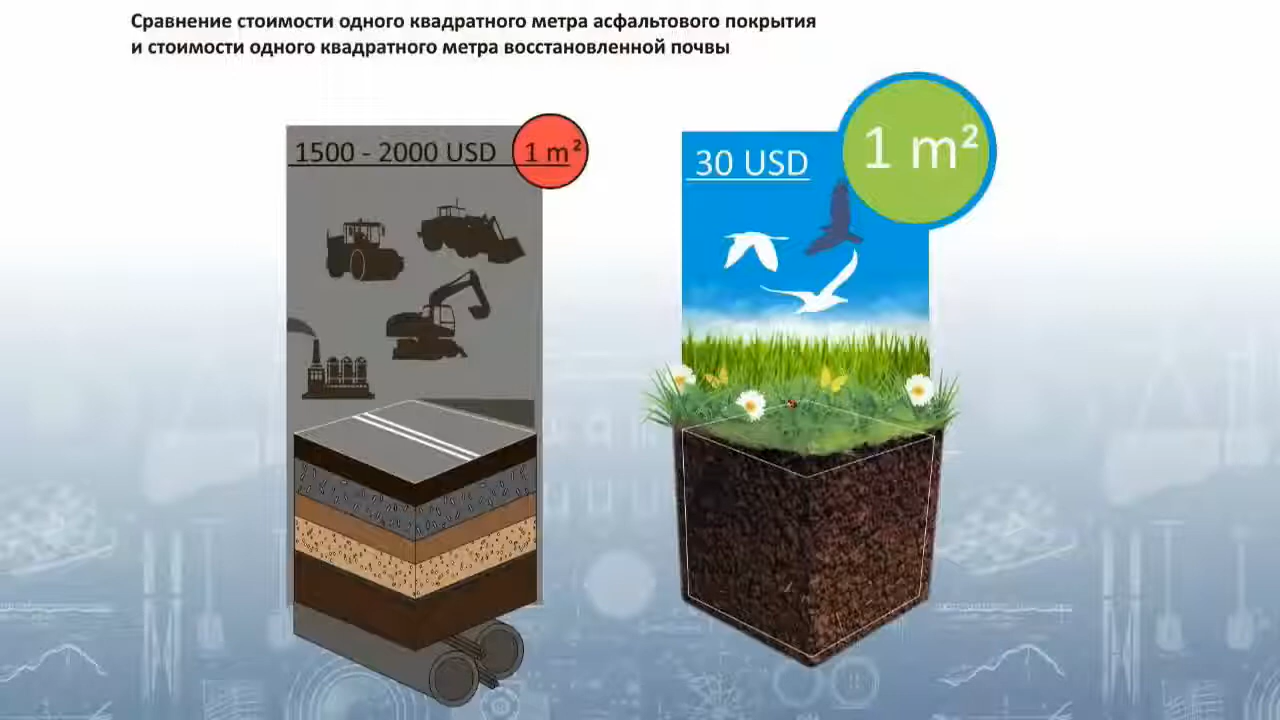 Сравнение стоимости одного квадратного метра асфальтового покрытия
и стоимости одного квадратного метра восстановленной почвы
1500 - 2000 USD
1 m²
30 USD
1 m²